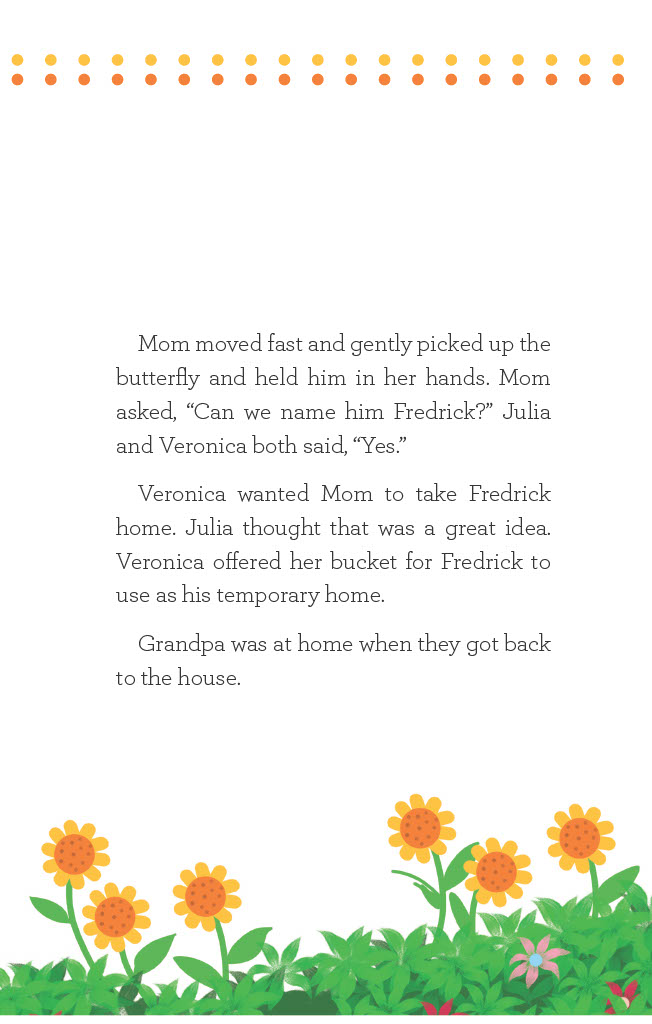 Mom moved fast and gently picked up the
butterfly and held him in her hands. Mom
asked, “Can we name him Fredrick?” Julia
and Veronica both said, “Yes.”
Veronica wanted Mom to take Fredrick
home. Julia thought that was a great idea.
Veronica offered her bucket for Fredrick to
use as his temporary home.
Grandpa was at home when they got back
to the house.